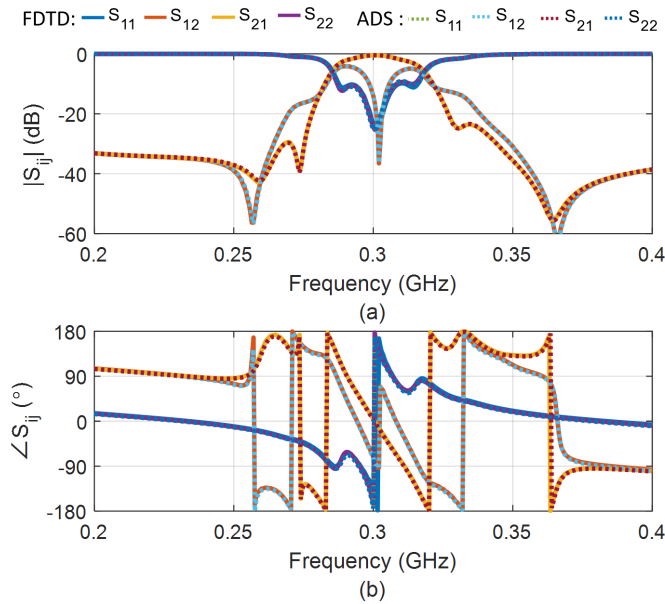 FDTD: S11 S12 S21 S22 ADS : S11 S12 S21 S22
0
-20
-40
-60
|Sij| (dB)
0.2 0.25 0.3 0.35 0.4
Frequency (GHz)
(a)
180
90
0
-90
-180
∠Sij (°)
0.2 0.25 0.3 0.35 0.4
Frequency (GHz)
(b)